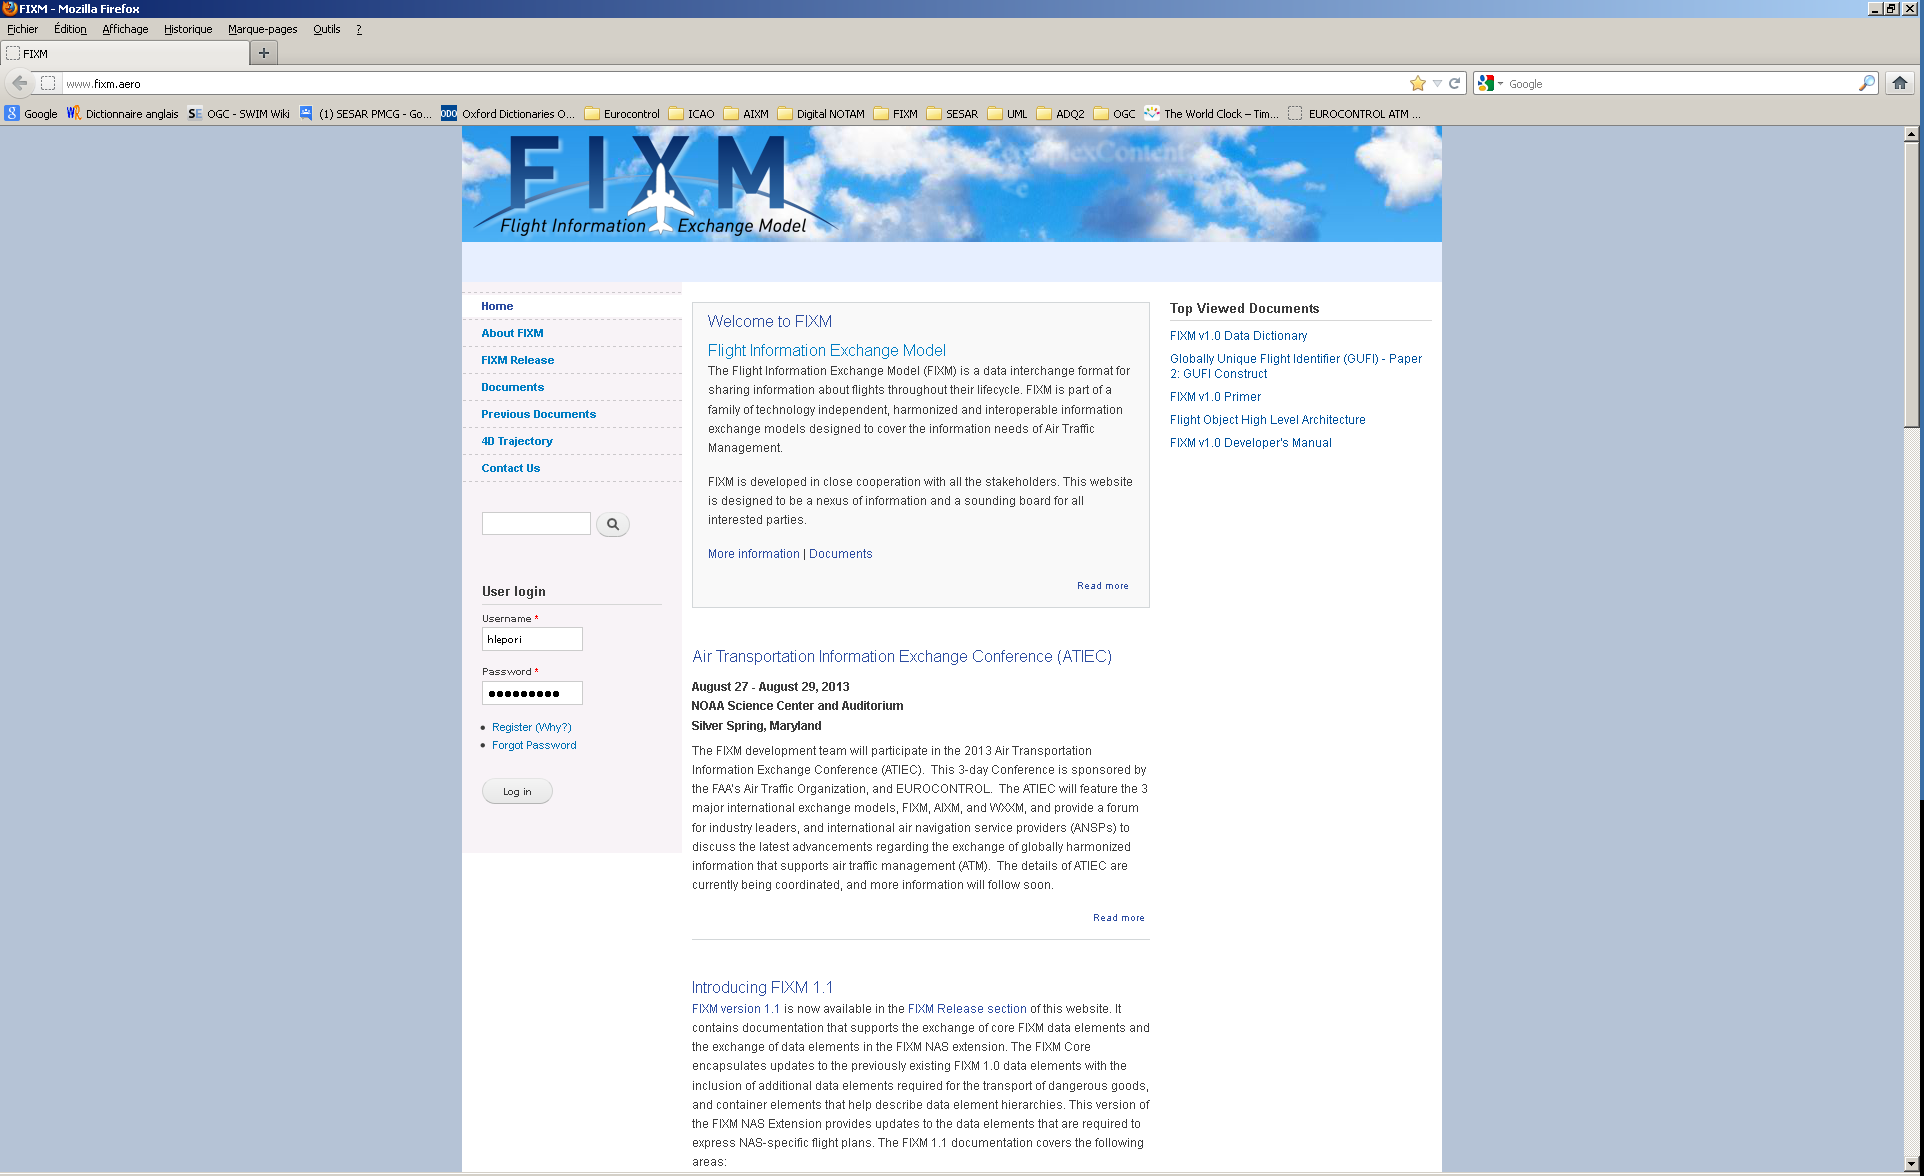 FIXM - Mozilla Firefox
Fichier Édition Affichage Historique Marque-pages Outils ?
FIXM
www.fixm.aero
Google
Google Dictionnaire anglais OGC - SWIM Wiki (1) SESAR PMCG - Go... Oxford Dictionaries O... Eurocontrol ICAO AIXM Digital NOTAM FIXM SESAR UML ADQ2 OGC The World Clock – Tim... EUROCONTROL ATM ...
FIXM
Flight Information Exchange Model
Home
About FIXM
FIXM Release
Documents
Previous Documents
4D Trajectory
Contact Us
User login
Username *
hlepori
Password *
Register (Why?)
Forgot Password
Log in
Welcome to FIXM
Flight Information Exchange Model
The Flight Information Exchange Model (FIXM) is a data interchange format for
sharing information about flights throughout their lifecycle. FIXM is part of a
family of technology independent, harmonized and interoperable information
exchange models designed to cover the information needs of Air Traffic
Management.
FIXM is developed in close cooperation with all the stakeholders. This website
is designed to be a nexus of information and a sounding board for all
interested parties.
More information | Documents
Read more
Air Transportation Information Exchange Conference (ATIEC)
August 27 - August 29, 2013
NOAA Science Center and Auditorium
Silver Spring, Maryland
The FIXM development team will participate in the 2013 Air Transportation
Information Exchange Conference (ATIEC). This 3-day Conference is sponsored by
the FAA's Air Traffic Organization, and EUROCONTROL. The ATIEC will feature the 3
major international exchange models, FIXM, AIXM, and WXXM, and provide a forum
for industry leaders, and international air navigation service providers (ANSPs) to
discuss the latest advancements regarding the exchange of globally harmonized
information that supports air traffic management (ATM). The details of ATIEC are
currently being coordinated, and more information will follow soon.
Read more
Introducing FIXM 1.1
FIXM version 1.1 is now available in the FIXM Release section of this website. It
contains documentation that supports the exchange of core FIXM data elements and
the exchange of data elements in the FIXM NAS extension. The FIXM Core
encapsulates updates to the previously existing FIXM 1.0 data elements with the
inclusion of additional data elements required for the transport of dangerous goods,
and container elements that help describe data element hierarchies. This version of
the FIXM NAS Extension provides updates to the data elements that are required to
express NAS-specific flight plans. The FIXM 1.1 documentation covers the following
areas:
Top Viewed Documents
FIXM v1.0 Data Dictionary
Globally Unique Flight Identifier (GUFI) - Paper
2: GUFI Construct
FIXM v1.0 Primer
Flight Object High Level Architecture
FIXM v1.0 Developer's Manual